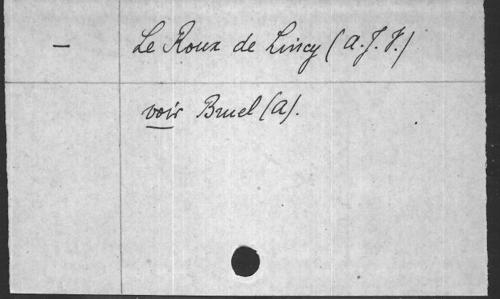 — Le Roux de Lincy (A.J.V.)
voir Bruel (A).